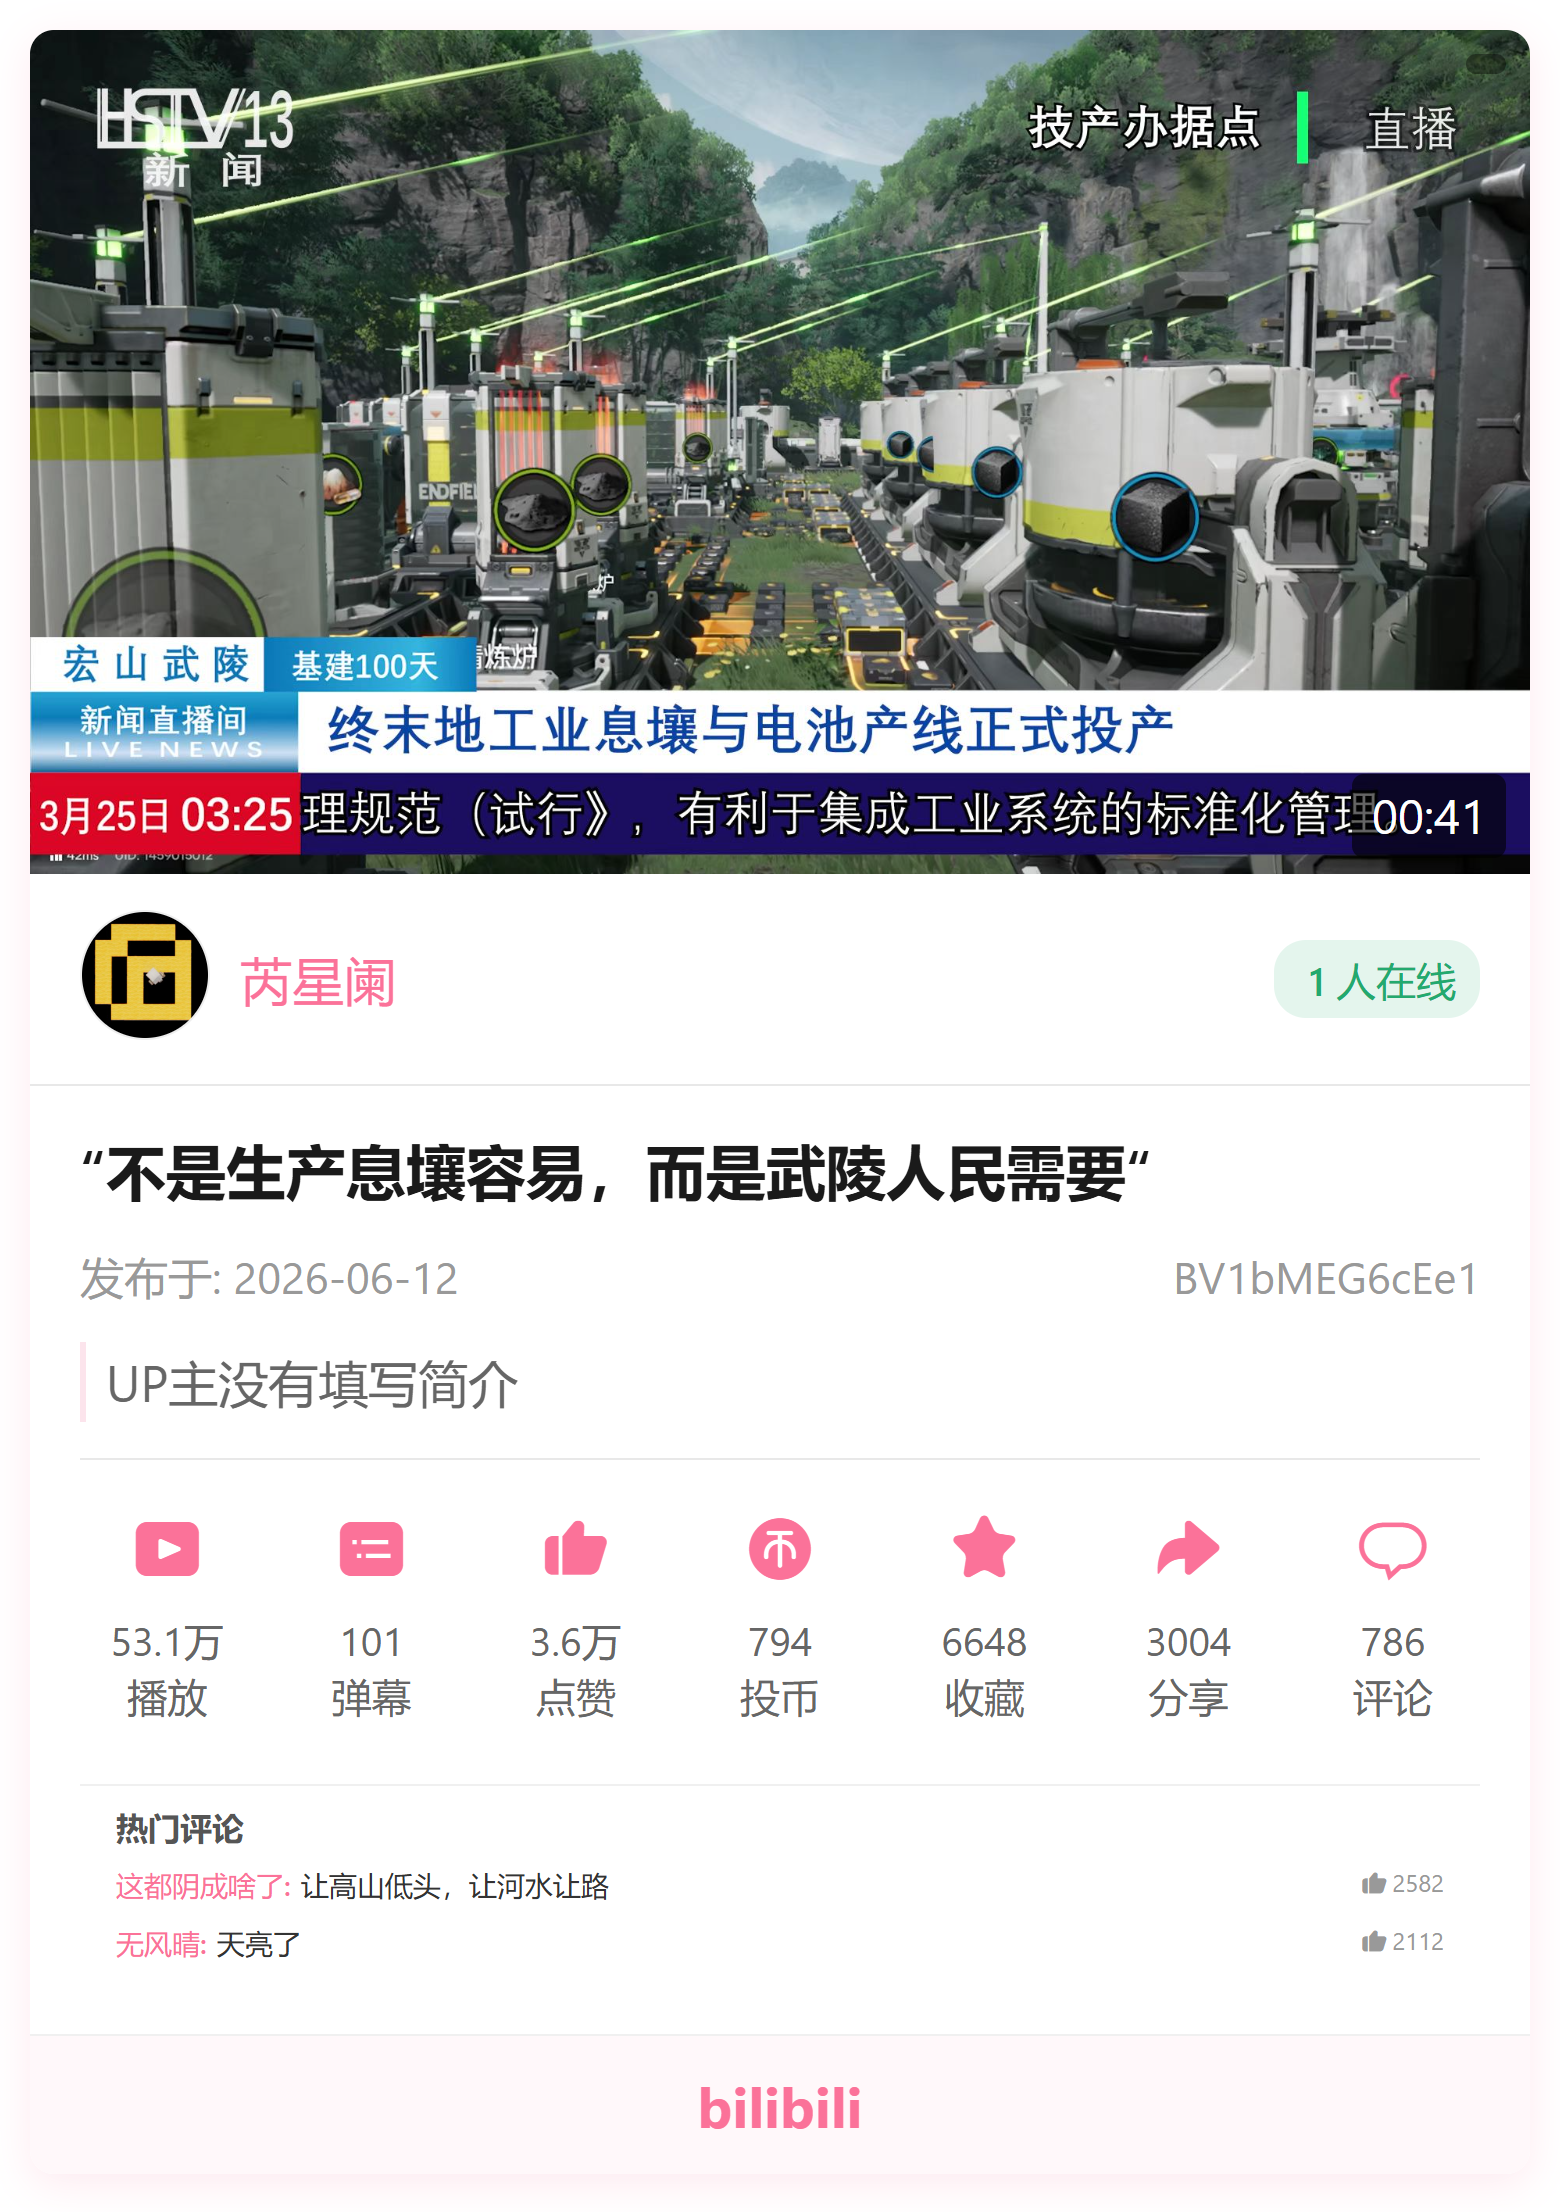 HSTV/13
新 闻
技产办据点
直播
ENDFIEL
炉
精炼炉
宏山武陵
基建100天
新闻直播间
LIVE NEWS
终末地工业息壤与电池产线正式投产
3月25日 03:25
理规范（试行》，有利于集成工业系统的标准化管理。
00:41
42ms UID: 1459015012
芮星阑
1 人在线
“不是生产息壤容易，而是武陵人民需要“
发布于: 2026-06-12
BV1bMEG6cEe1
UP主没有填写简介
53.1万
101
3.6万
794
6648
3004
786
播放
弹幕
点赞
投币
收藏
分享
评论
热门评论
这都阴成啥了: 让高山低头，让河水让路
2582
无风晴: 天亮了
2112
bilibili